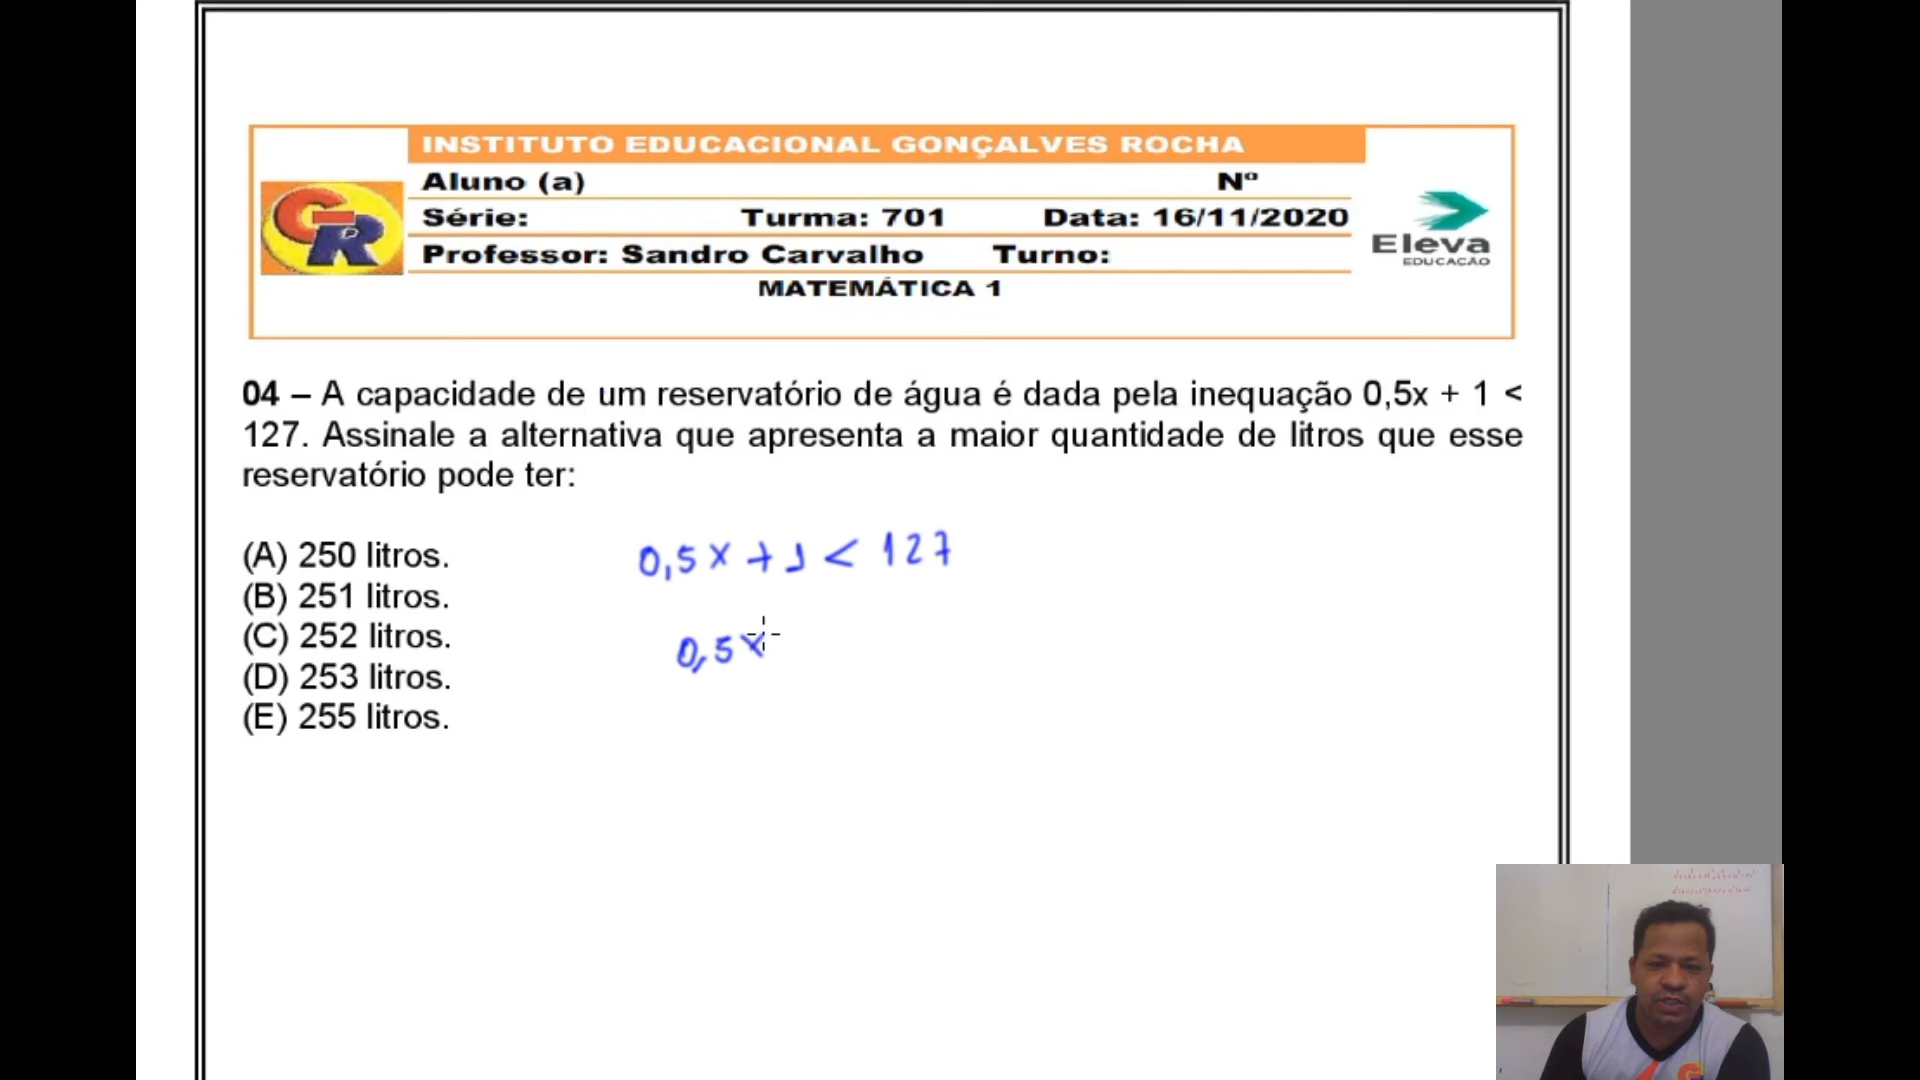 INSTITUTO EDUCACIONAL GONÇALVES ROCHA
Aluno (a) Nº
Série: Turma: 701 Data: 16/11/2020
Professor: Sandro Carvalho Turno:
MATEMÁTICA 1
GR
Eleva
EDUCAÇÃO
04 – A capacidade de um reservatório de água é dada pela inequação 0,5x + 1 <
127. Assinale a alternativa que apresenta a maior quantidade de litros que esse
reservatório pode ter:
(A) 250 litros.
(B) 251 litros.
(C) 252 litros.
(D) 253 litros.
(E) 255 litros.
0,5x + 1 < 127
0,5x